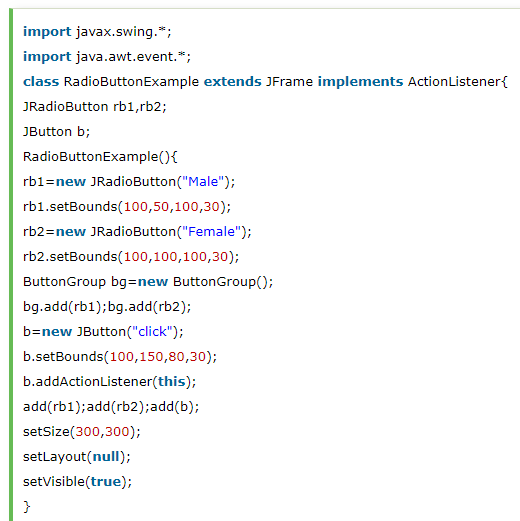 import javax.swing.*;
import java.awt.event.*;
class RadioButtonExample extends JFrame implements ActionListener{
JRadioButton rb1,rb2;
JButton b;
RadioButtonExample(){
rb1=new JRadioButton("Male");
rb1.setBounds(100,50,100,30);
rb2=new JRadioButton("Female");
rb2.setBounds(100,100,100,30);
ButtonGroup bg=new ButtonGroup();
bg.add(rb1);bg.add(rb2);
b=new JButton("click");
b.setBounds(100,150,80,30);
b.addActionListener(this);
add(rb1);add(rb2);add(b);
setSize(300,300);
setLayout(null);
setVisible(true);
}